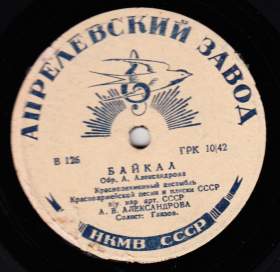 АПРЕЛЕВСКИЙ ЗАВОД
В 126
ГРК 10|42
БАЙКАЛ
Обр. А. Александрова
Краснознаменный ансамбль
Красноармейской песни и пляски СССР
п/у нар арт. СССР
А. В. АЛЕКСАНДРОВА
Солист:
НКМВ СССР